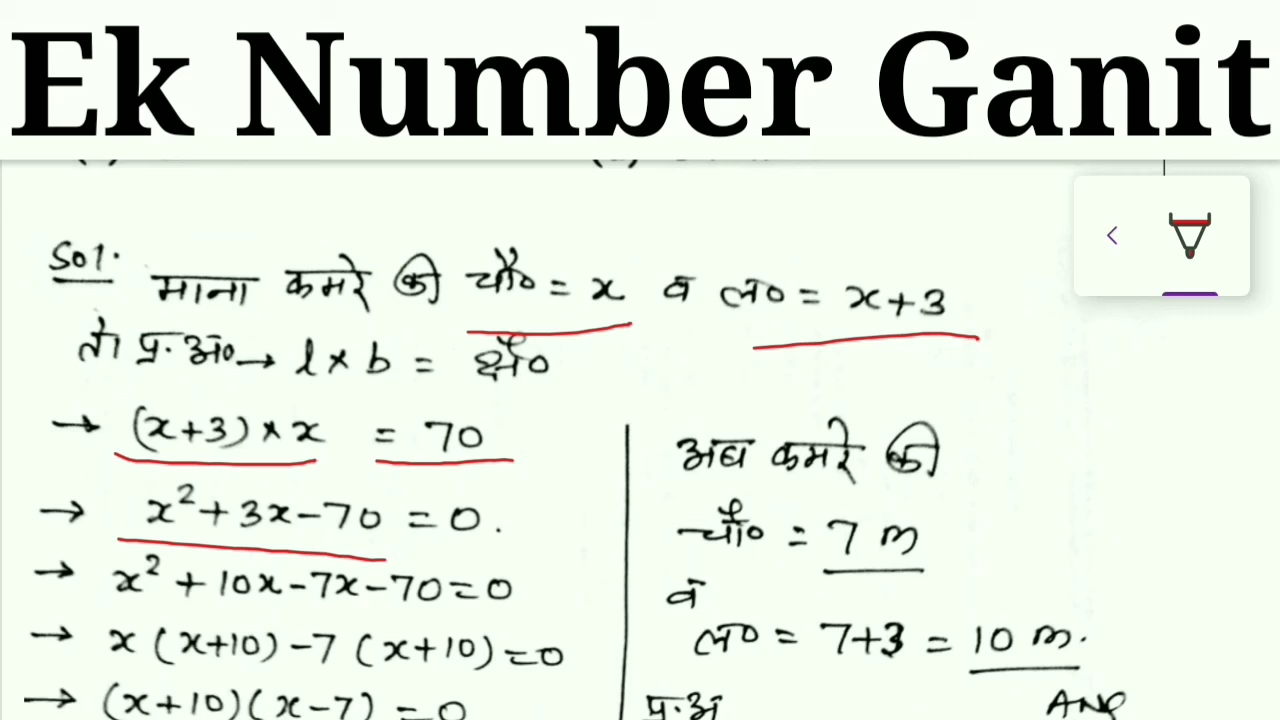 Ek Number Ganit
Sol.
माना कमरे की चौ० = x व ल० = x+3
तो प्र.अ० → l × b = क्षे०
→ (x+3) × x = 70
→ x² + 3x - 70 = 0.
→ x² + 10x - 7x - 70 = 0
→ x (x+10) - 7 (x+10) = 0
→ (x+10)(x-7) = 0
अब कमरे की
चौ० = 7 m
व
ल० = 7+3 = 10 m.
प्र.अ
Ans